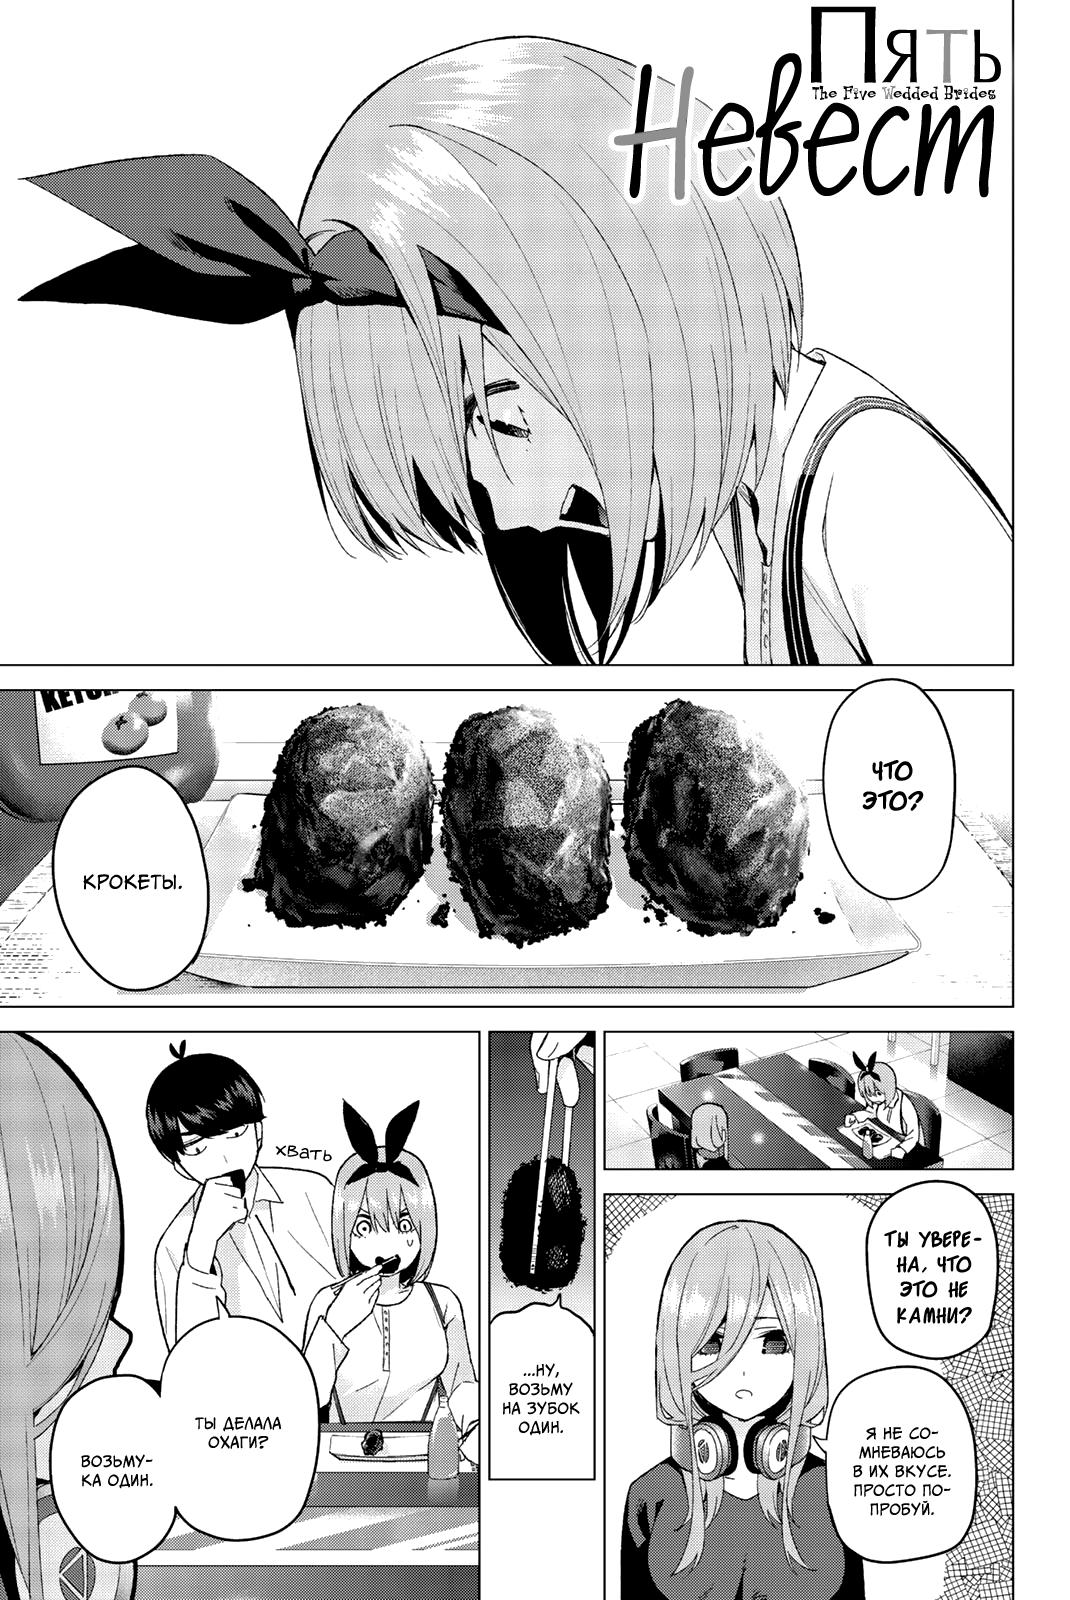 Пять
The Five Wedded Brides
Невест
ЧТО
ЭТО?
КРОКЕТЫ.
ТЫ УВЕРЕ-
НА, ЧТО
ЭТО НЕ
КАМНИ?
Я НЕ СО-
МНЕВАЮСЬ
В ИХ ВКУСЕ.
ПРОСТО ПО-
ПРОБУЙ.
...НУ,
ВОЗЬМУ
НА ЗУБОК
ОДИН.
ХВАТЬ
ТЫ ДЕЛАЛА
ОХАГИ?
ВОЗЬМУ-
КА ОДИН.